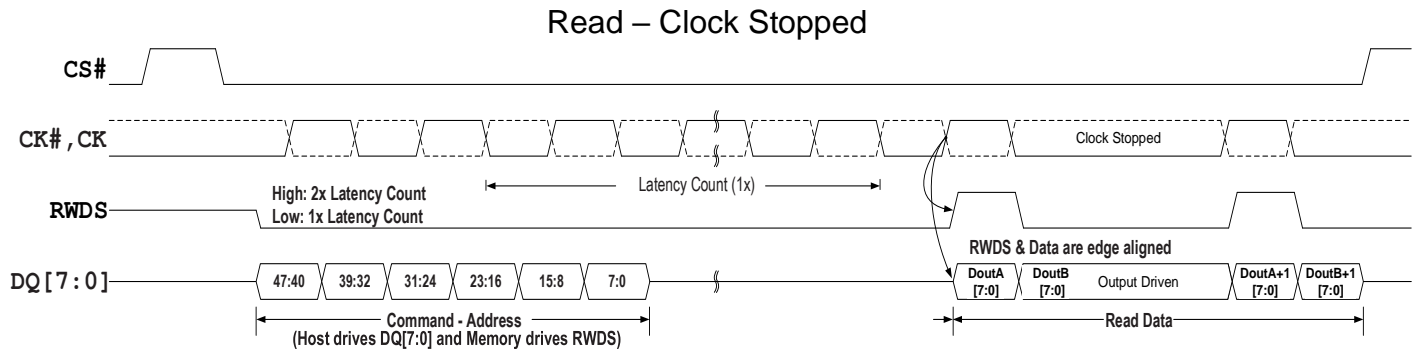 Read – Clock Stopped
CS#
CK#,CK
Clock Stopped
High: 2x Latency Count
Low: 1x Latency Count
Latency Count (1x)
RWDS
RWDS & Data are edge aligned
DQ[7:0]
47:40 39:32 31:24 23:16 15:8 7:0
DoutA
[7:0]
DoutB
[7:0]
Output Driven
DoutA+1
[7:0]
DoutB+1
[7:0]
Command - Address
(Host drives DQ[7:0] and Memory drives RWDS)
Read Data